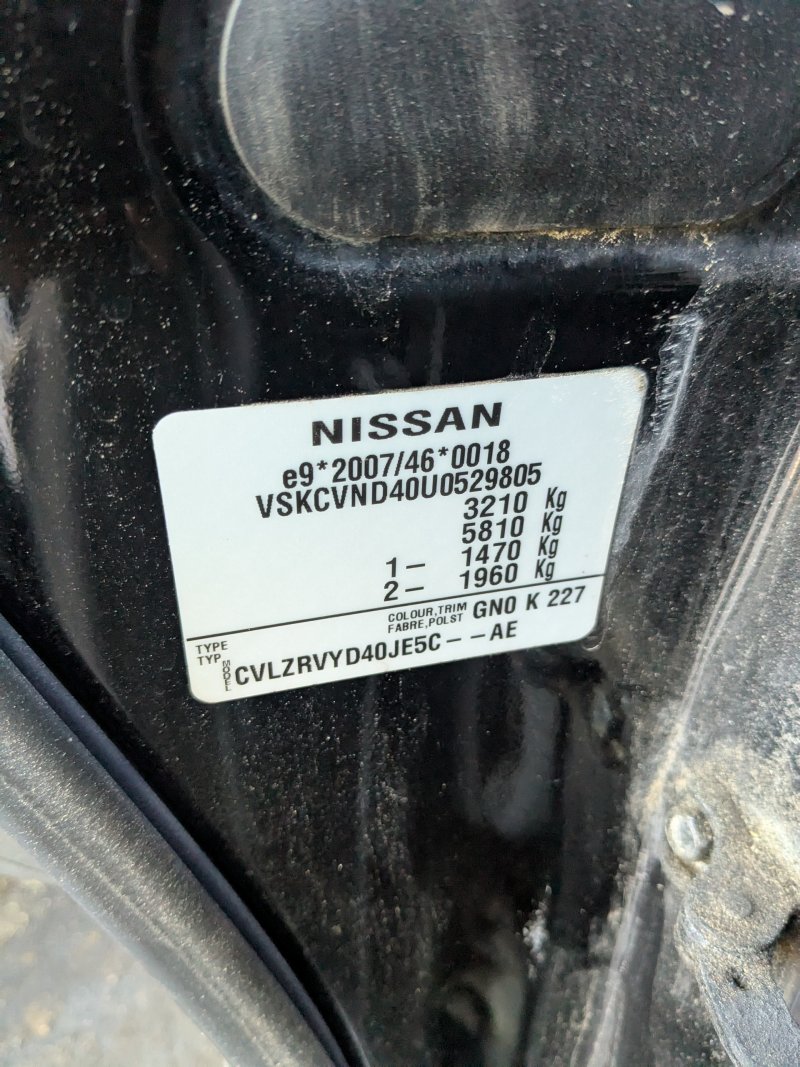 NISSAN
e9*2007/46*0018
VSKCVND40U0529805
3210 Kg
5810 Kg
1- 1470 Kg
2- 1960 Kg
COLOUR,TRIM GN0 K 227
FABRE,POLST
TYPE
TYP
MODEL CVLZRVYD40JE5C--AE